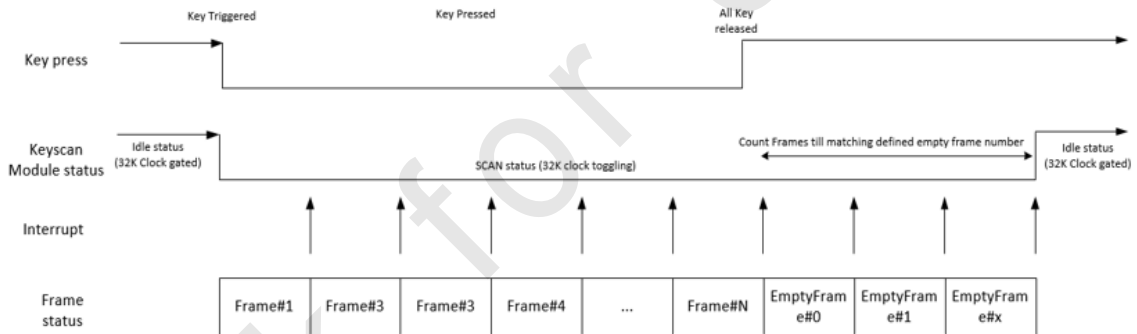 Key Triggered
Key Pressed
All Key
released
Key press
Keyscan
Module status
Idle status
(32K Clock gated)
SCAN status (32K clock toggling)
Count Frames till matching defined empty frame number
Idle status
(32K Clock gated)
Interrupt
Frame
status
Frame#1
Frame#3
Frame#3
Frame#4
...
Frame#N
EmptyFram
e#0
EmptyFram
e#1
EmptyFram
e#x
for